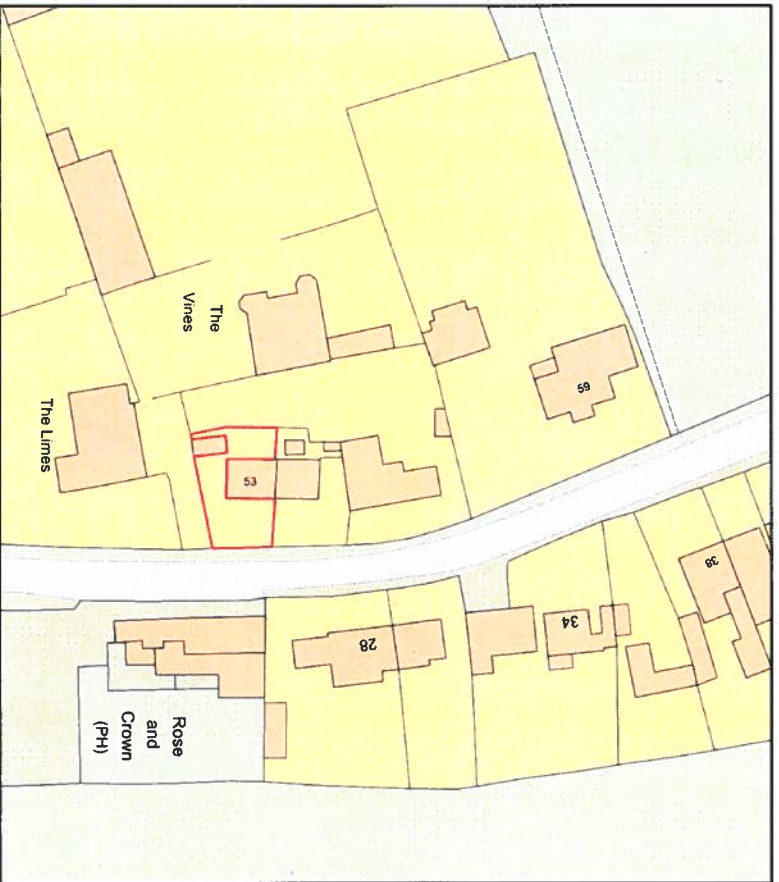 59
38
The
Vines
34
28
The Limes
53
Rose
and
Crown
(PH)